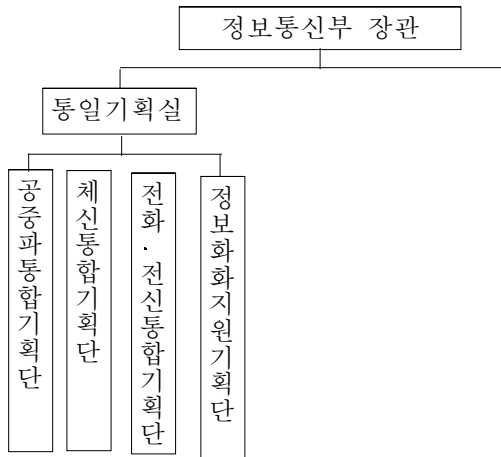 정보통신부 장관
통일기획실
공중파통합기획단
체신통합기획단
전화·전신통합기획단
정보화화지원기획단